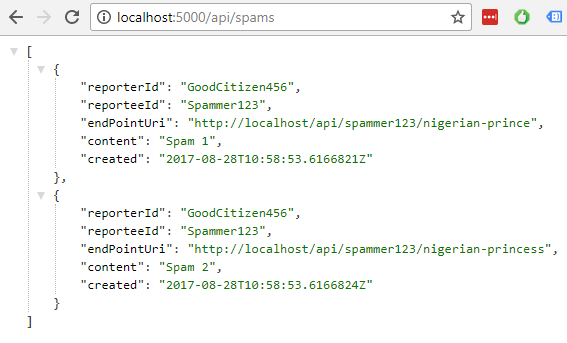 localhost:5000/api/spams
[
{
"reporterId": "GoodCitizen456",
"reporteeId": "Spammer123",
"endPointUri": "http://localhost/api/spammer123/nigerian-prince",
"content": "Spam 1",
"created": "2017-08-28T10:58:53.6166821Z"
},
{
"reporterId": "GoodCitizen456",
"reporteeId": "Spammer123",
"endPointUri": "http://localhost/api/spammer123/nigerian-princess",
"content": "Spam 2",
"created": "2017-08-28T10:58:53.6166824Z"
}
]